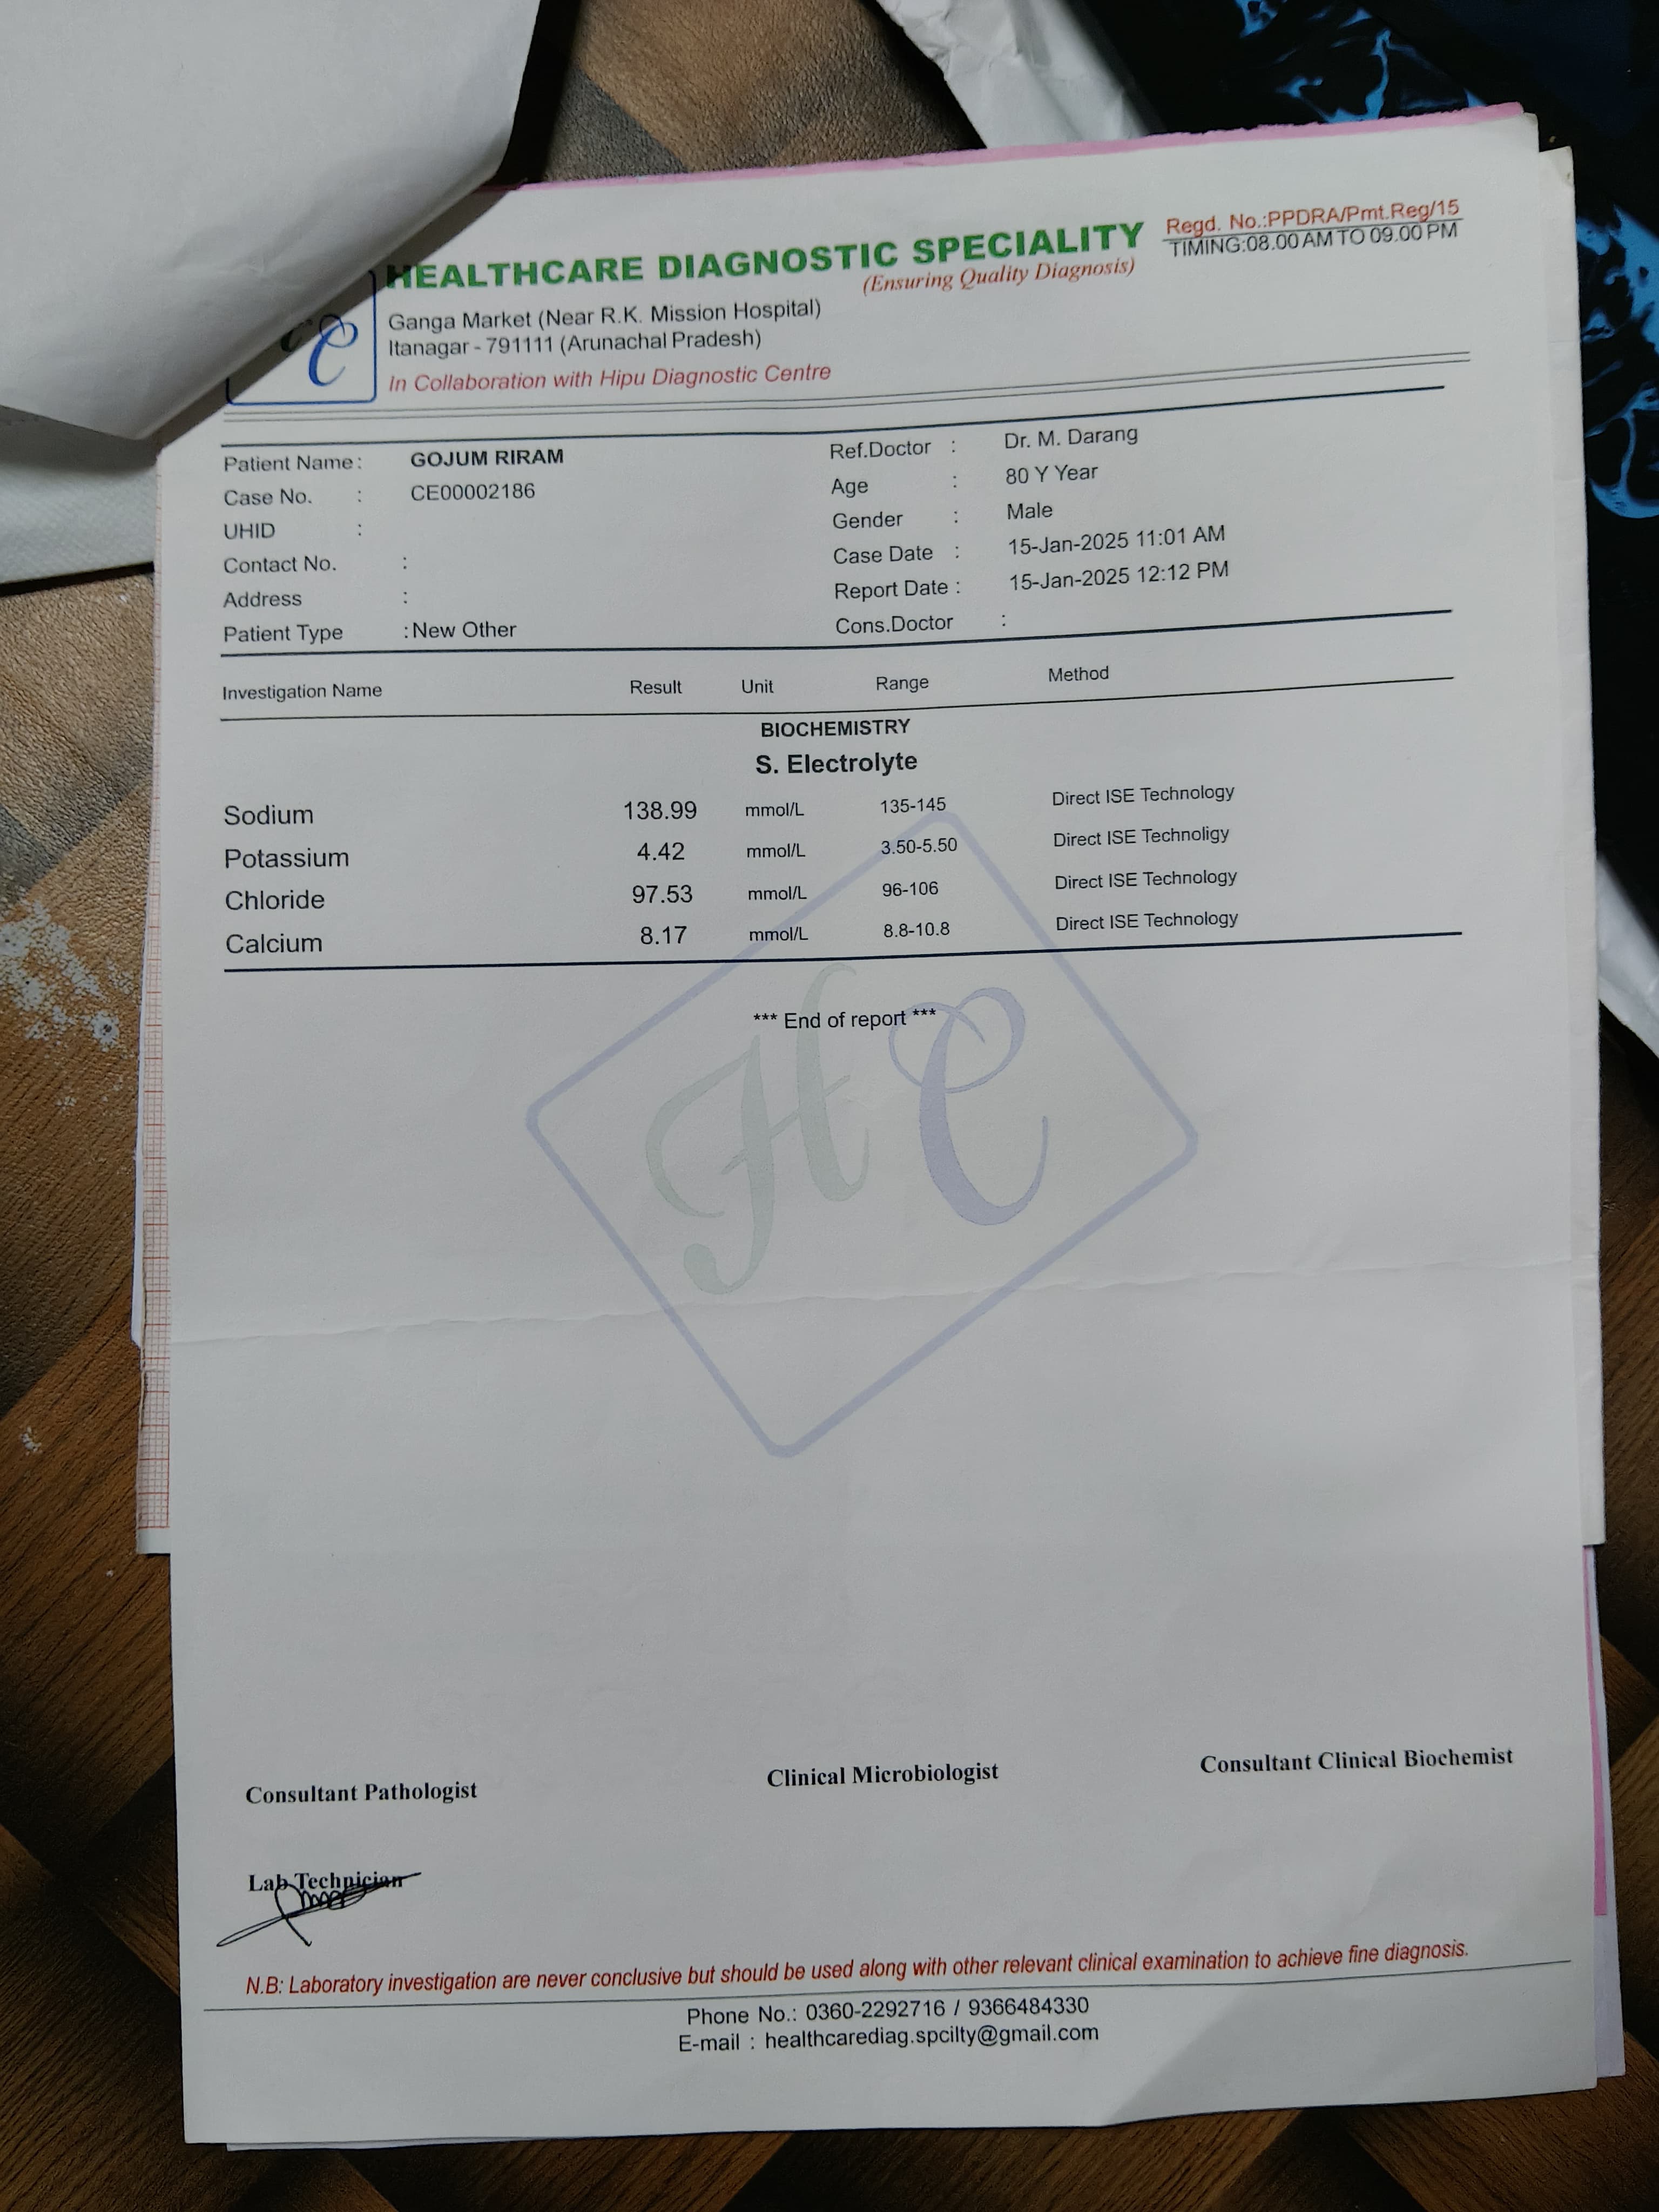 HEALTHCARE DIAGNOSTIC SPECIALITY
(Ensuring Quality Diagnosis)
Regd. No.:PPDRA/Pmt.Reg/15
TIMING:08.00 AM TO 09.00 PM
Ganga Market (Near R.K. Mission Hospital)
Itanagar - 791111 (Arunachal Pradesh)
In Collaboration with Hipu Diagnostic Centre
Patient Name : GOJUM RIRAM
Case No. : CE00002186
UHID :
Contact No. :
Address :
Patient Type : New Other
Ref.Doctor : Dr. M. Darang
Age : 80 Y Year
Gender : Male
Case Date : 15-Jan-2025 11:01 AM
Report Date : 15-Jan-2025 12:12 PM
Cons.Doctor :
Investigation Name Result Unit Range Method
BIOCHEMISTRY
S. Electrolyte
Sodium 138.99 mmol/L 135-145 Direct ISE Technology
Potassium 4.42 mmol/L 3.50-5.50 Direct ISE Technoligy
Chloride 97.53 mmol/L 96-106 Direct ISE Technology
Calcium 8.17 mmol/L 8.8-10.8 Direct ISE Technology
*** End of report ***
HC
Consultant Pathologist Clinical Microbiologist Consultant Clinical Biochemist
Lab Technician
N.B: Laboratory investigation are never conclusive but should be used along with other relevant clinical examination to achieve fine diagnosis.
Phone No.: 0360-2292716 / 9366484330
E-mail : healthcarediag.spcilty@gmail.com